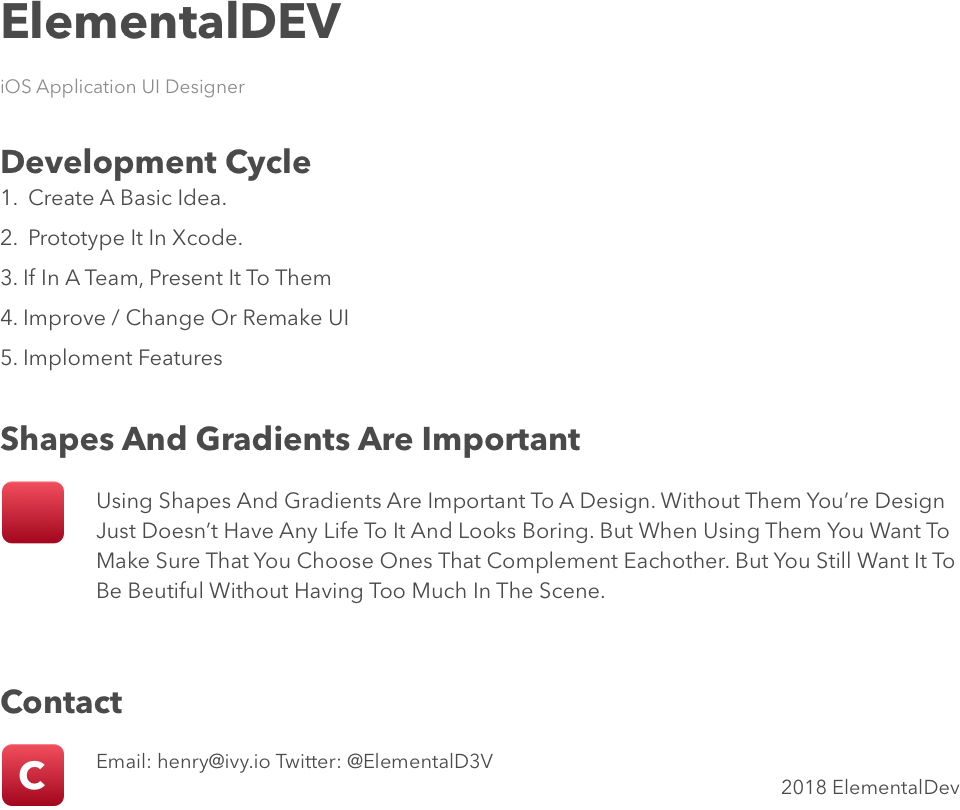 ElementalDEV
iOS Application UI Designer
Development Cycle
1. Create A Basic Idea.
2. Prototype It In Xcode.
3. If In A Team, Present It To Them
4. Improve / Change Or Remake UI
5. Imploment Features
Shapes And Gradients Are Important
Using Shapes And Gradients Are Important To A Design. Without Them You’re Design
Just Doesn’t Have Any Life To It And Looks Boring. But When Using Them You Want To
Make Sure That You Choose Ones That Complement Eachother. But You Still Want It To
Be Beutiful Without Having Too Much In The Scene.
Contact
C
Email: henry@ivy.io Twitter: @ElementalD3V
2018 ElementalDev